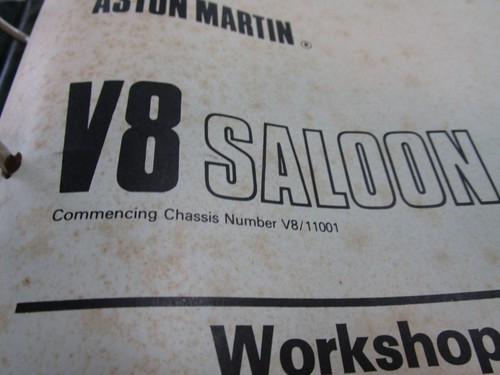 ASTON MARTIN ®
V8 SALOON
Commencing Chassis Number V8/11001
Workshop